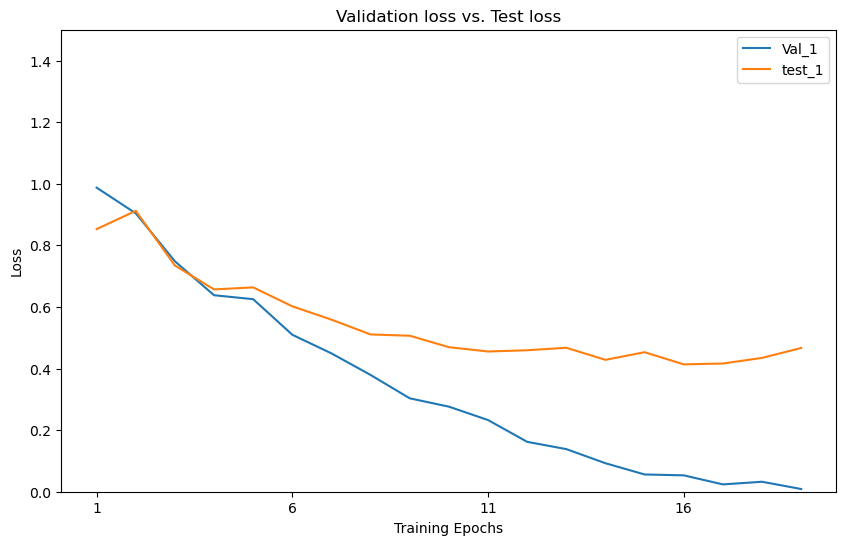 Validation loss vs. Test loss
Val_1
test_1
1.4
1.2
1.0
0.8
0.6
0.4
0.2
0.0
Loss
1 6 11 16
Training Epochs